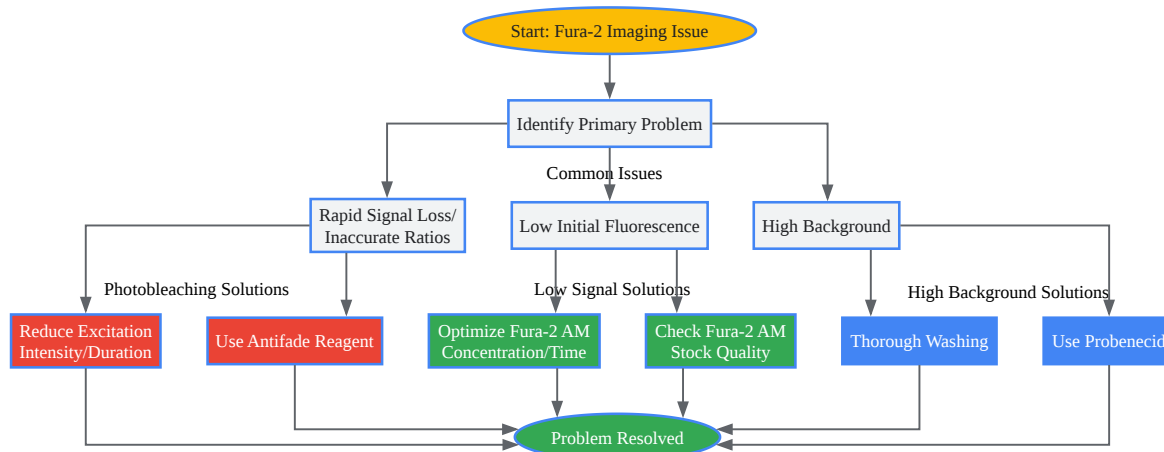 Start: Fura-2 Imaging Issue
Identify Primary Problem
Common Issues
Rapid Signal Loss/
Inaccurate Ratios
Low Initial Fluorescence
High Background
Photobleaching Solutions
Low Signal Solutions
High Background Solutions
Reduce Excitation
Intensity/Duration
Use Antifade Reagent
Optimize Fura-2 AM
Concentration/Time
Check Fura-2 AM
Stock Quality
Thorough Washing
Use Probenecid
Problem Resolved